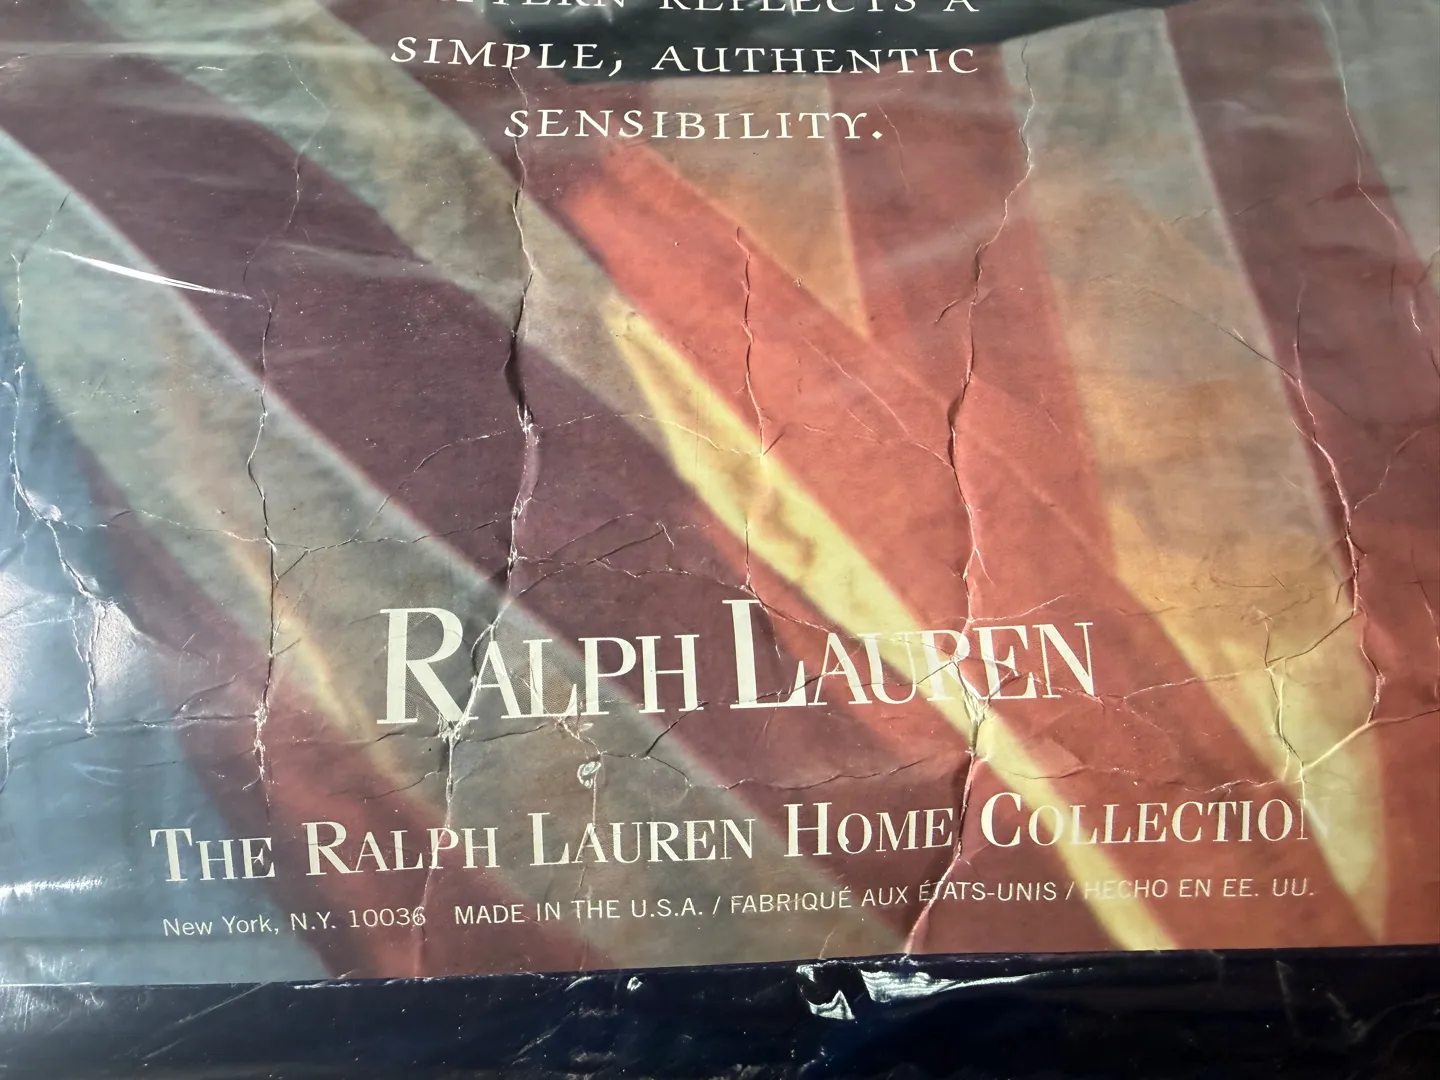 REFLECTS A
SIMPLE, AUTHENTIC
SENSIBILITY.
RALPH LAUREN
THE RALPH LAUREN HOME COLLECTION
New York, N.Y. 10036 MADE IN THE U.S.A. / FABRIQUÉ AUX ÉTATS-UNIS / HECHO EN EE. UU.